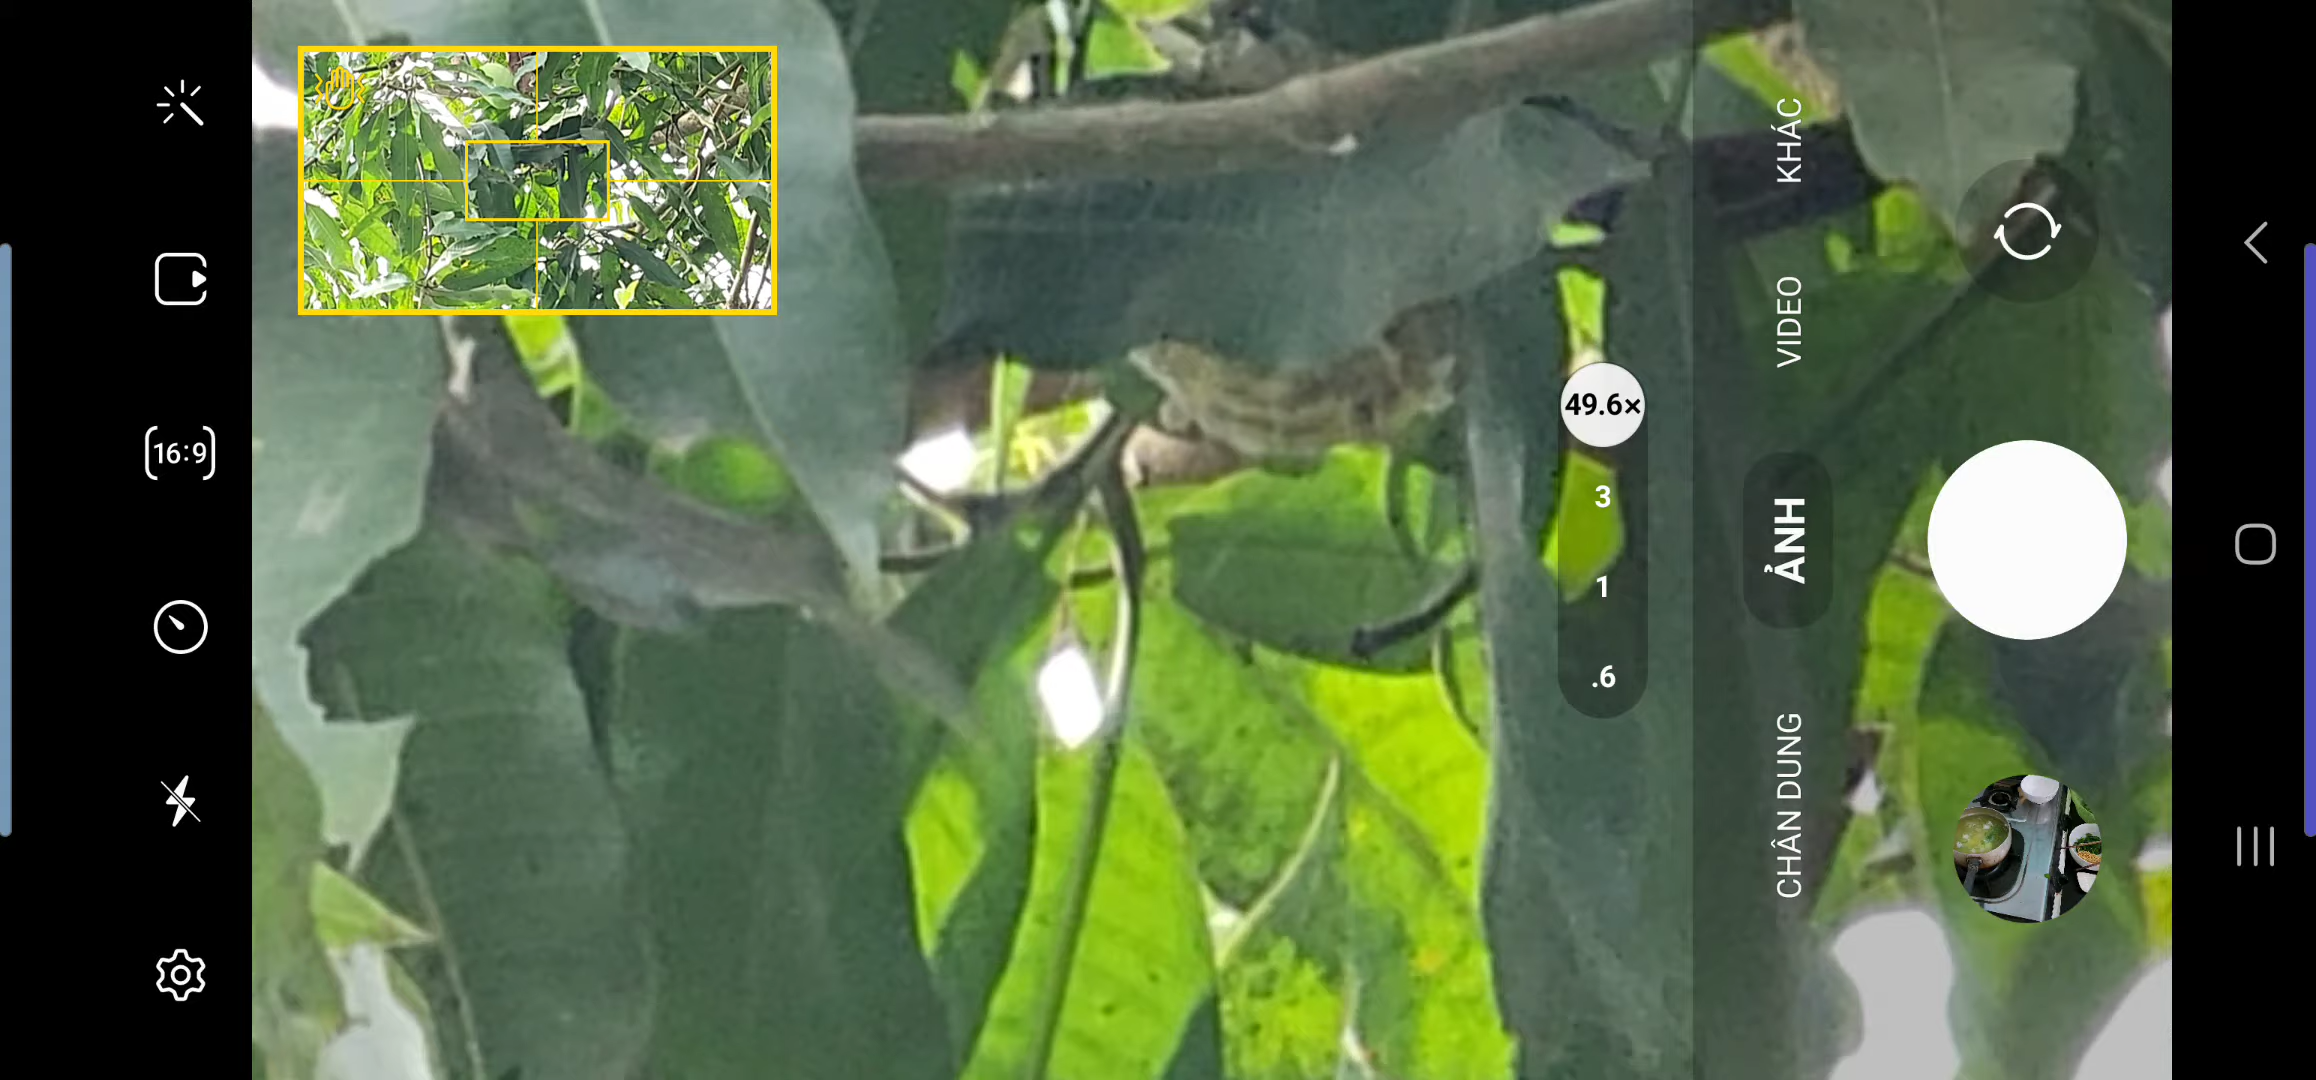 16:9
49.6×
3
1
.6
KHÁC
VIDEO
ẢNH
CHÂN DUNG